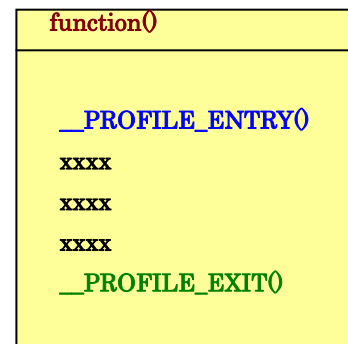 function()
__PROFILE_ENTRY()
xxxx
xxxx
xxxx
__PROFILE_EXIT()